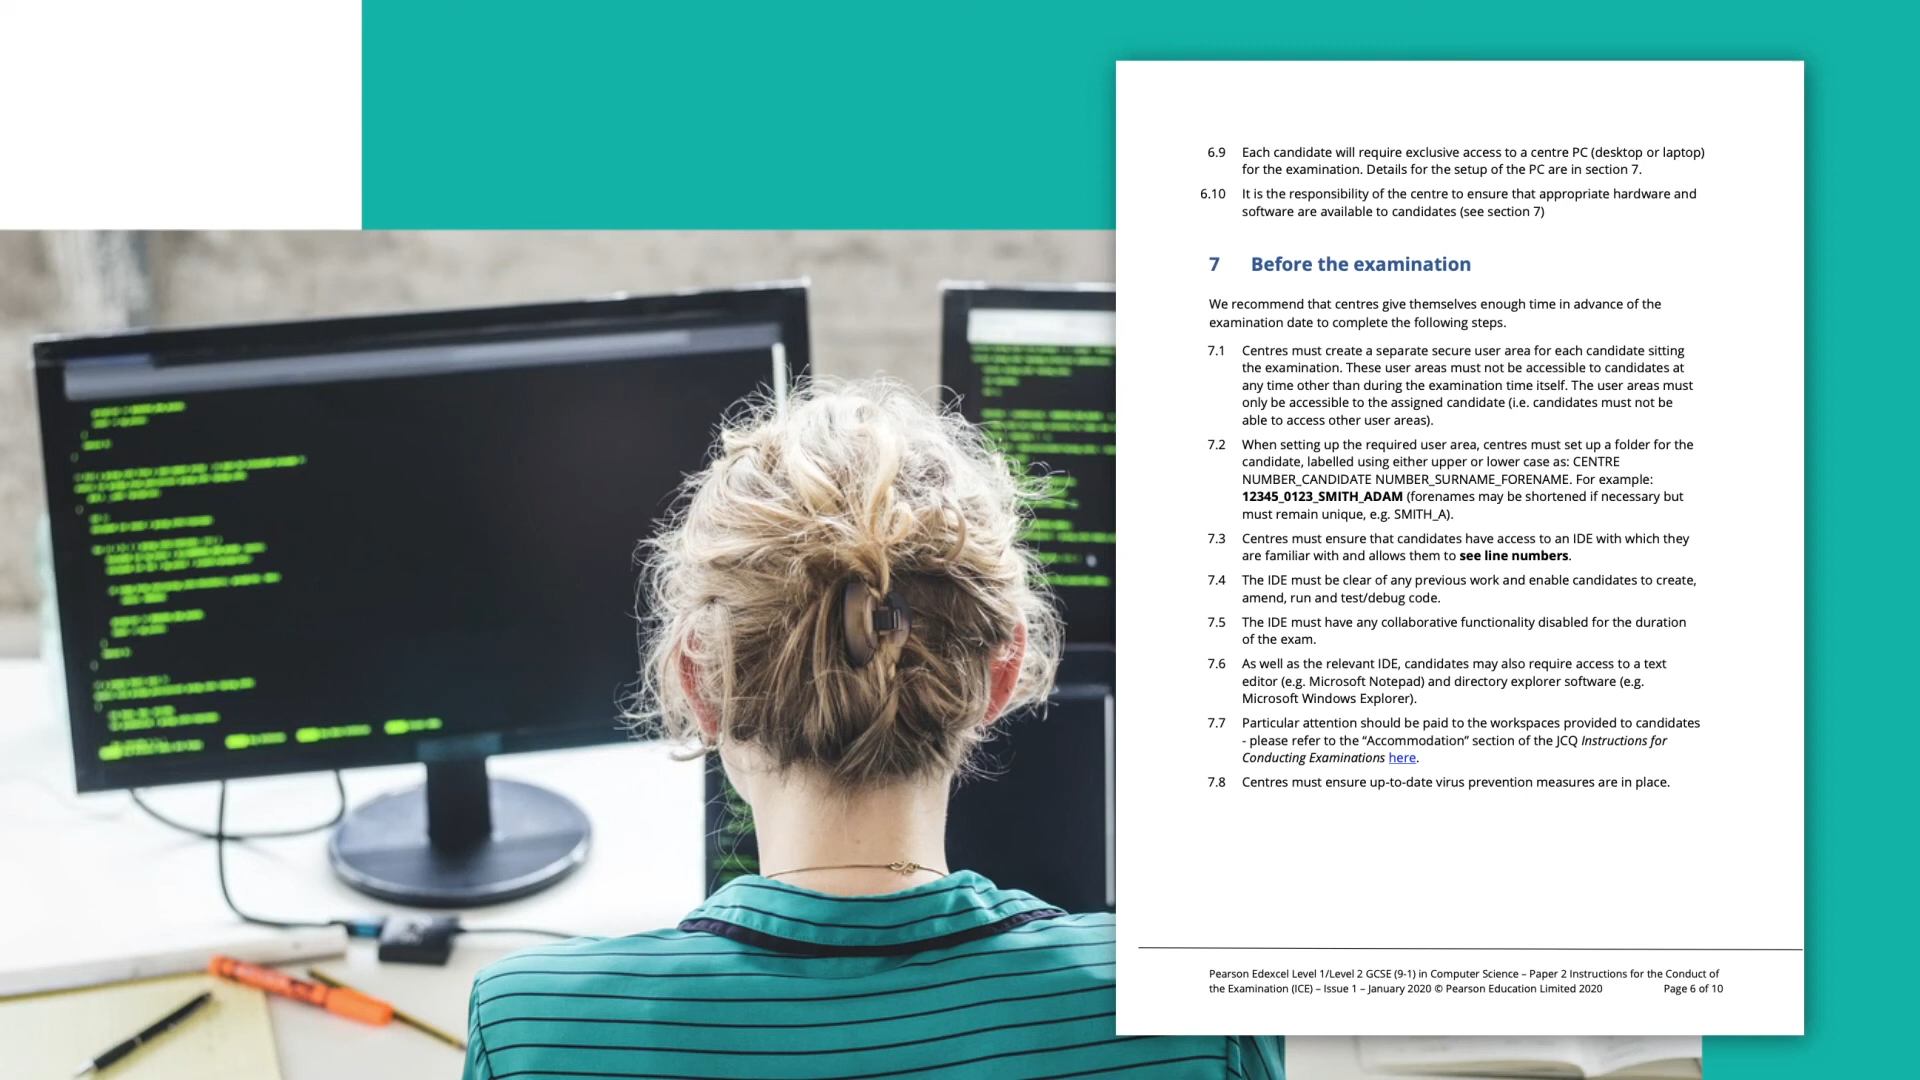 6.9 Each candidate will require exclusive access to a centre PC (desktop or laptop)
for the examination. Details for the setup of the PC are in section 7.
6.10 It is the responsibility of the centre to ensure that appropriate hardware and
software are available to candidates (see section 7)
7 Before the examination
We recommend that centres give themselves enough time in advance of the
examination date to complete the following steps.
7.1 Centres must create a separate secure user area for each candidate sitting
the examination. These user areas must not be accessible to candidates at
any time other than during the examination time itself. The user areas must
only be accessible to the assigned candidate (i.e. candidates must not be
able to access other user areas).
7.2 When setting up the required user area, centres must set up a folder for the
candidate, labelled using either upper or lower case as: CENTRE
NUMBER_CANDIDATE NUMBER_SURNAME_FORENAME. For example:
12345_0123_SMITH_ADAM (forenames may be shortened if necessary but
must remain unique, e.g. SMITH_A).
7.3 Centres must ensure that candidates have access to an IDE with which they
are familiar with and allows them to see line numbers.
7.4 The IDE must be clear of any previous work and enable candidates to create,
amend, run and test/debug code.
7.5 The IDE must have any collaborative functionality disabled for the duration
of the exam.
7.6 As well as the relevant IDE, candidates may also require access to a text
editor (e.g. Microsoft Notepad) and directory explorer software (e.g.
Microsoft Windows Explorer).
7.7 Particular attention should be paid to the workspaces provided to candidates
- please refer to the “Accommodation” section of the JCQ Instructions for
Conducting Examinations here.
7.8 Centres must ensure up-to-date virus prevention measures are in place.
Pearson Edexcel Level 1/Level 2 GCSE (9-1) in Computer Science – Paper 2 Instructions for the Conduct of
the Examination (ICE) – Issue 1 – January 2020 © Pearson Education Limited 2020 Page 6 of 10